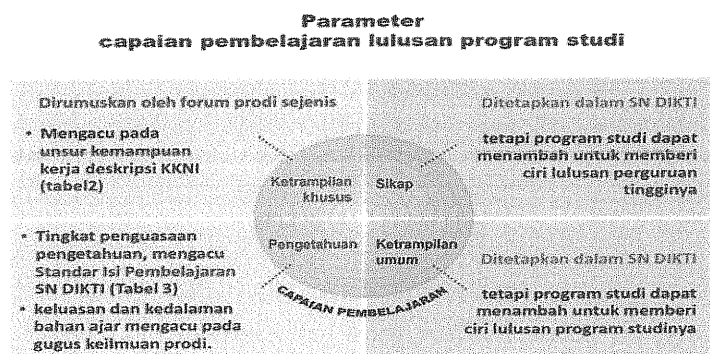 Parameter
capaian pembelajaran lulusan program studi
Dirumuskan oleh forum prodi sejenis
• Mengacu pada
unsur kemampuan
kerja deskripsi KKNI
(tabel2)
Ketrampilan
khusus
Sikap
Ditetapkan dalam SN DIKTI
tetapi program studi dapat
menambah untuk memberi
ciri lulusan perguruan
tingginya
• Tingkat penguasaan
pengetahuan, mengacu
Standar Isi Pembelajaran
SN DIKTI (Tabel 3)
• keluasan dan kedalaman
bahan ajar mengacu pada
gugus keilmuan prodi.
Pengetahuan
Ketrampilan
umum
CAPAIAN PEMBELAJARAN
Ditetapkan dalam SN DIKTI
tetapi program studi dapat
menambah untuk memberi
ciri lulusan program studinya